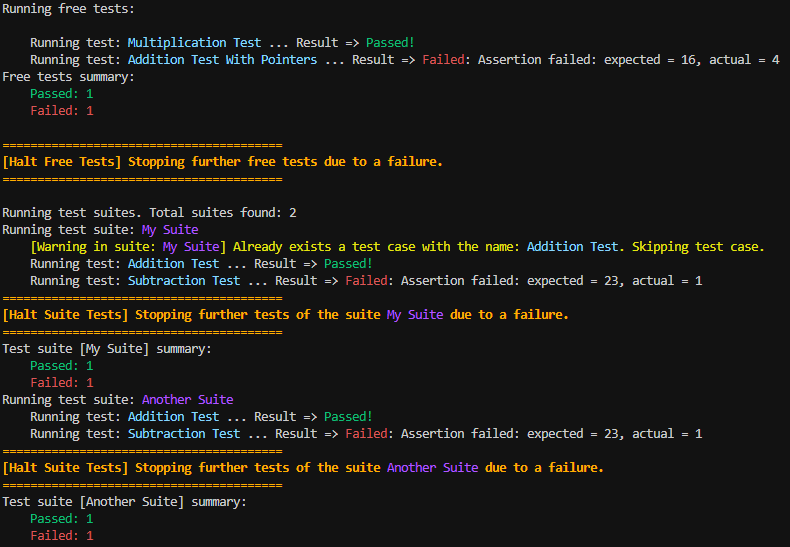 Running free tests:
Running test: Multiplication Test ... Result => Passed!
Running test: Addition Test With Pointers ... Result => Failed: Assertion failed: expected = 16, actual = 4
Free tests summary:
Passed: 1
Failed: 1
========================================
[Halt Free Tests] Stopping further free tests due to a failure.
========================================
Running test suites. Total suites found: 2
Running test suite: My Suite
[Warning in suite: My Suite] Already exists a test case with the name: Addition Test. Skipping test case.
Running test: Addition Test ... Result => Passed!
Running test: Subtraction Test ... Result => Failed: Assertion failed: expected = 23, actual = 1
========================================
[Halt Suite Tests] Stopping further tests of the suite My Suite due to a failure.
========================================
Test suite [My Suite] summary:
Passed: 1
Failed: 1
Running test suite: Another Suite
Running test: Addition Test ... Result => Passed!
Running test: Subtraction Test ... Result => Failed: Assertion failed: expected = 23, actual = 1
========================================
[Halt Suite Tests] Stopping further tests of the suite Another Suite due to a failure.
========================================
Test suite [Another Suite] summary:
Passed: 1
Failed: 1